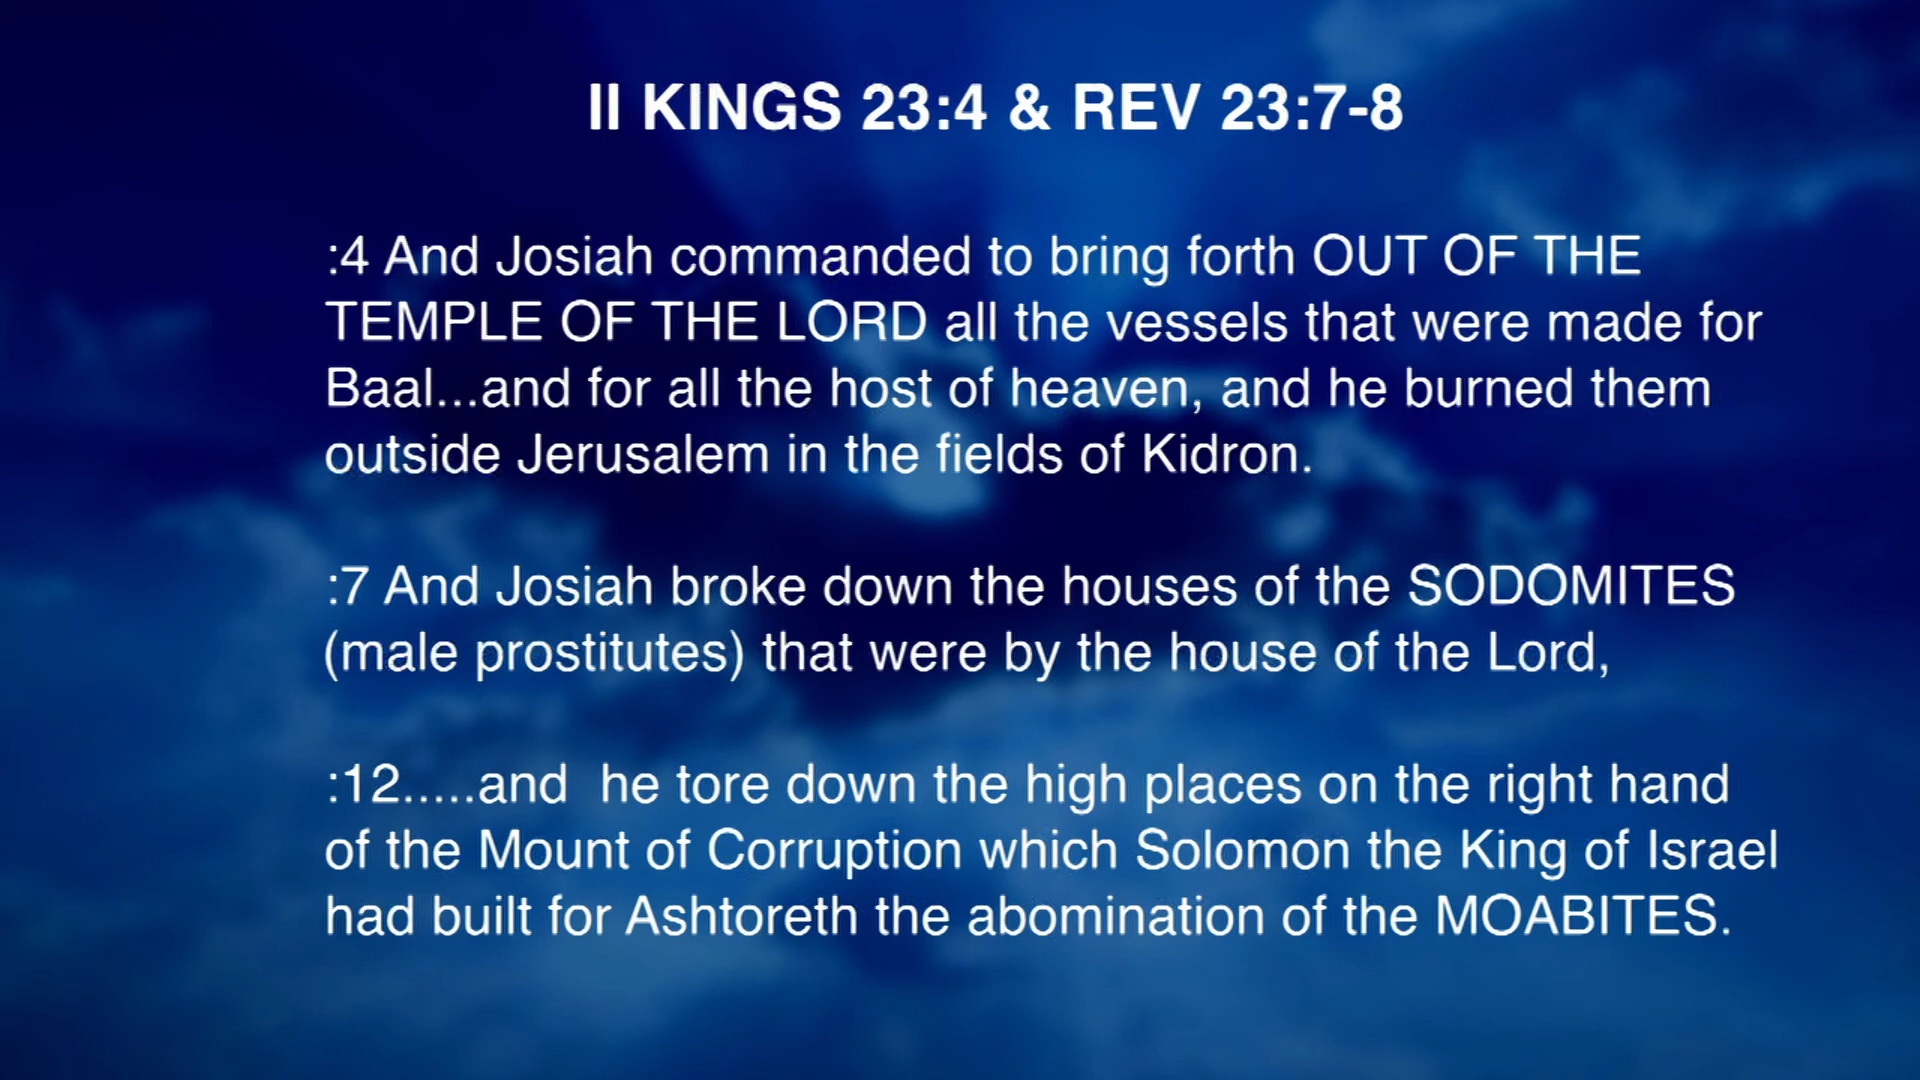 II KINGS 23:4 & REV 23:7-8
:4 And Josiah commanded to bring forth OUT OF THE
TEMPLE OF THE LORD all the vessels that were made for
Baal...and for all the host of heaven, and he burned them
outside Jerusalem in the fields of Kidron.
:7 And Josiah broke down the houses of the SODOMITES
(male prostitutes) that were by the house of the Lord,
:12.....and  he tore down the high places on the right hand
of the Mount of Corruption which Solomon the King of Israel
had built for Ashtoreth the abomination of the MOABITES.